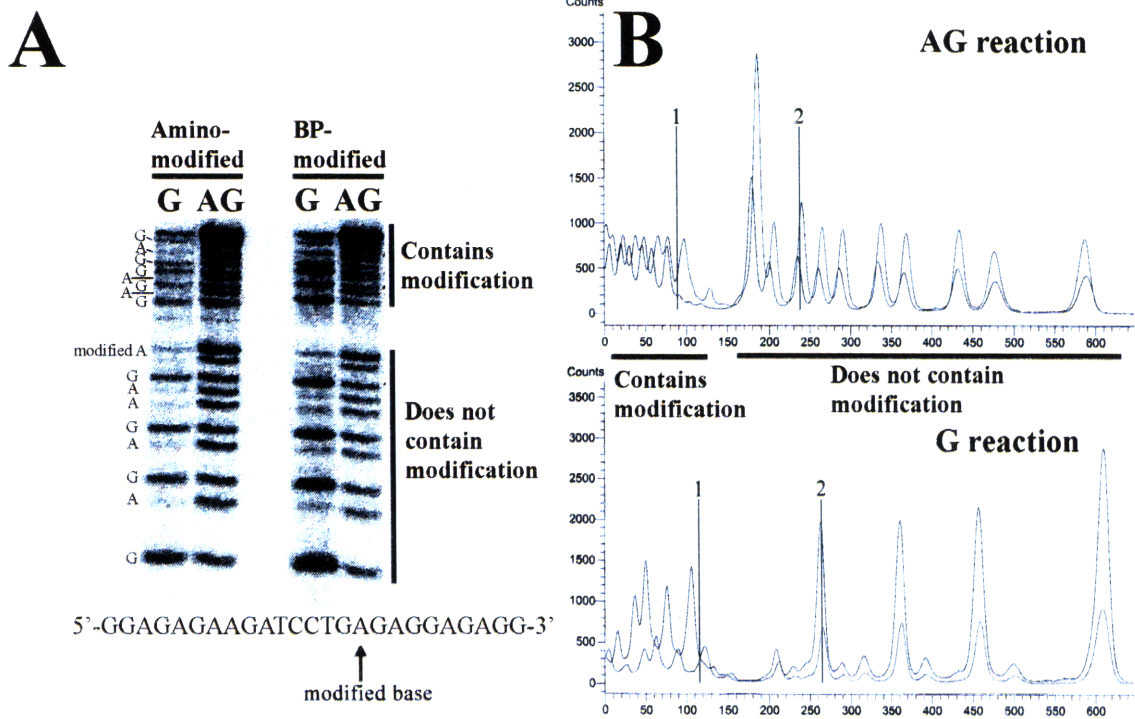 A
Amino-
modified
BP-
modified
G AG
G AG
G
A
G
G
A G
A G
G
modified A
G
A
A
G
A
G
A
G
Contains
modification
Does not
contain
modification
5'-GGAGAGAAGATCCTGAGAGGAGAGG-3'
modified base
B
Counts
AG reaction
3000
2500
2000
1500
1000
500
0
1
2
0 50 100 150 200 250 300 350 400 450 500 550 600
Contains
modification
Does not contain
modification
Counts
G reaction
3500
3000
2500
2000
1500
1000
500
0
1
2
0 50 100 150 200 250 300 350 400 450 500 550 600